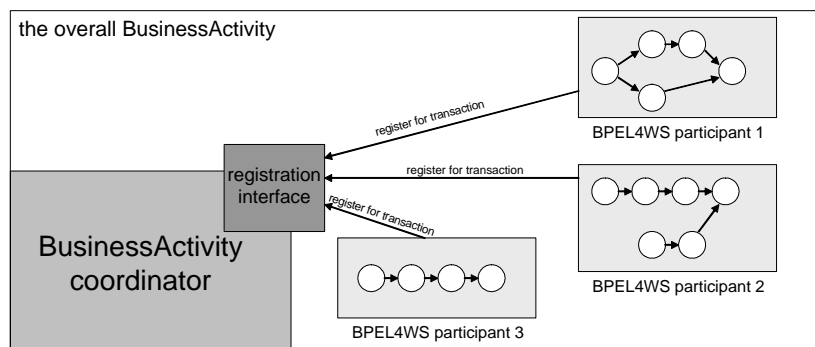 the overall BusinessActivity
register for transaction
BPEL4WS participant 1
registration
interface
register for transaction
register for transaction
BusinessActivity
coordinator
BPEL4WS participant 2
BPEL4WS participant 3